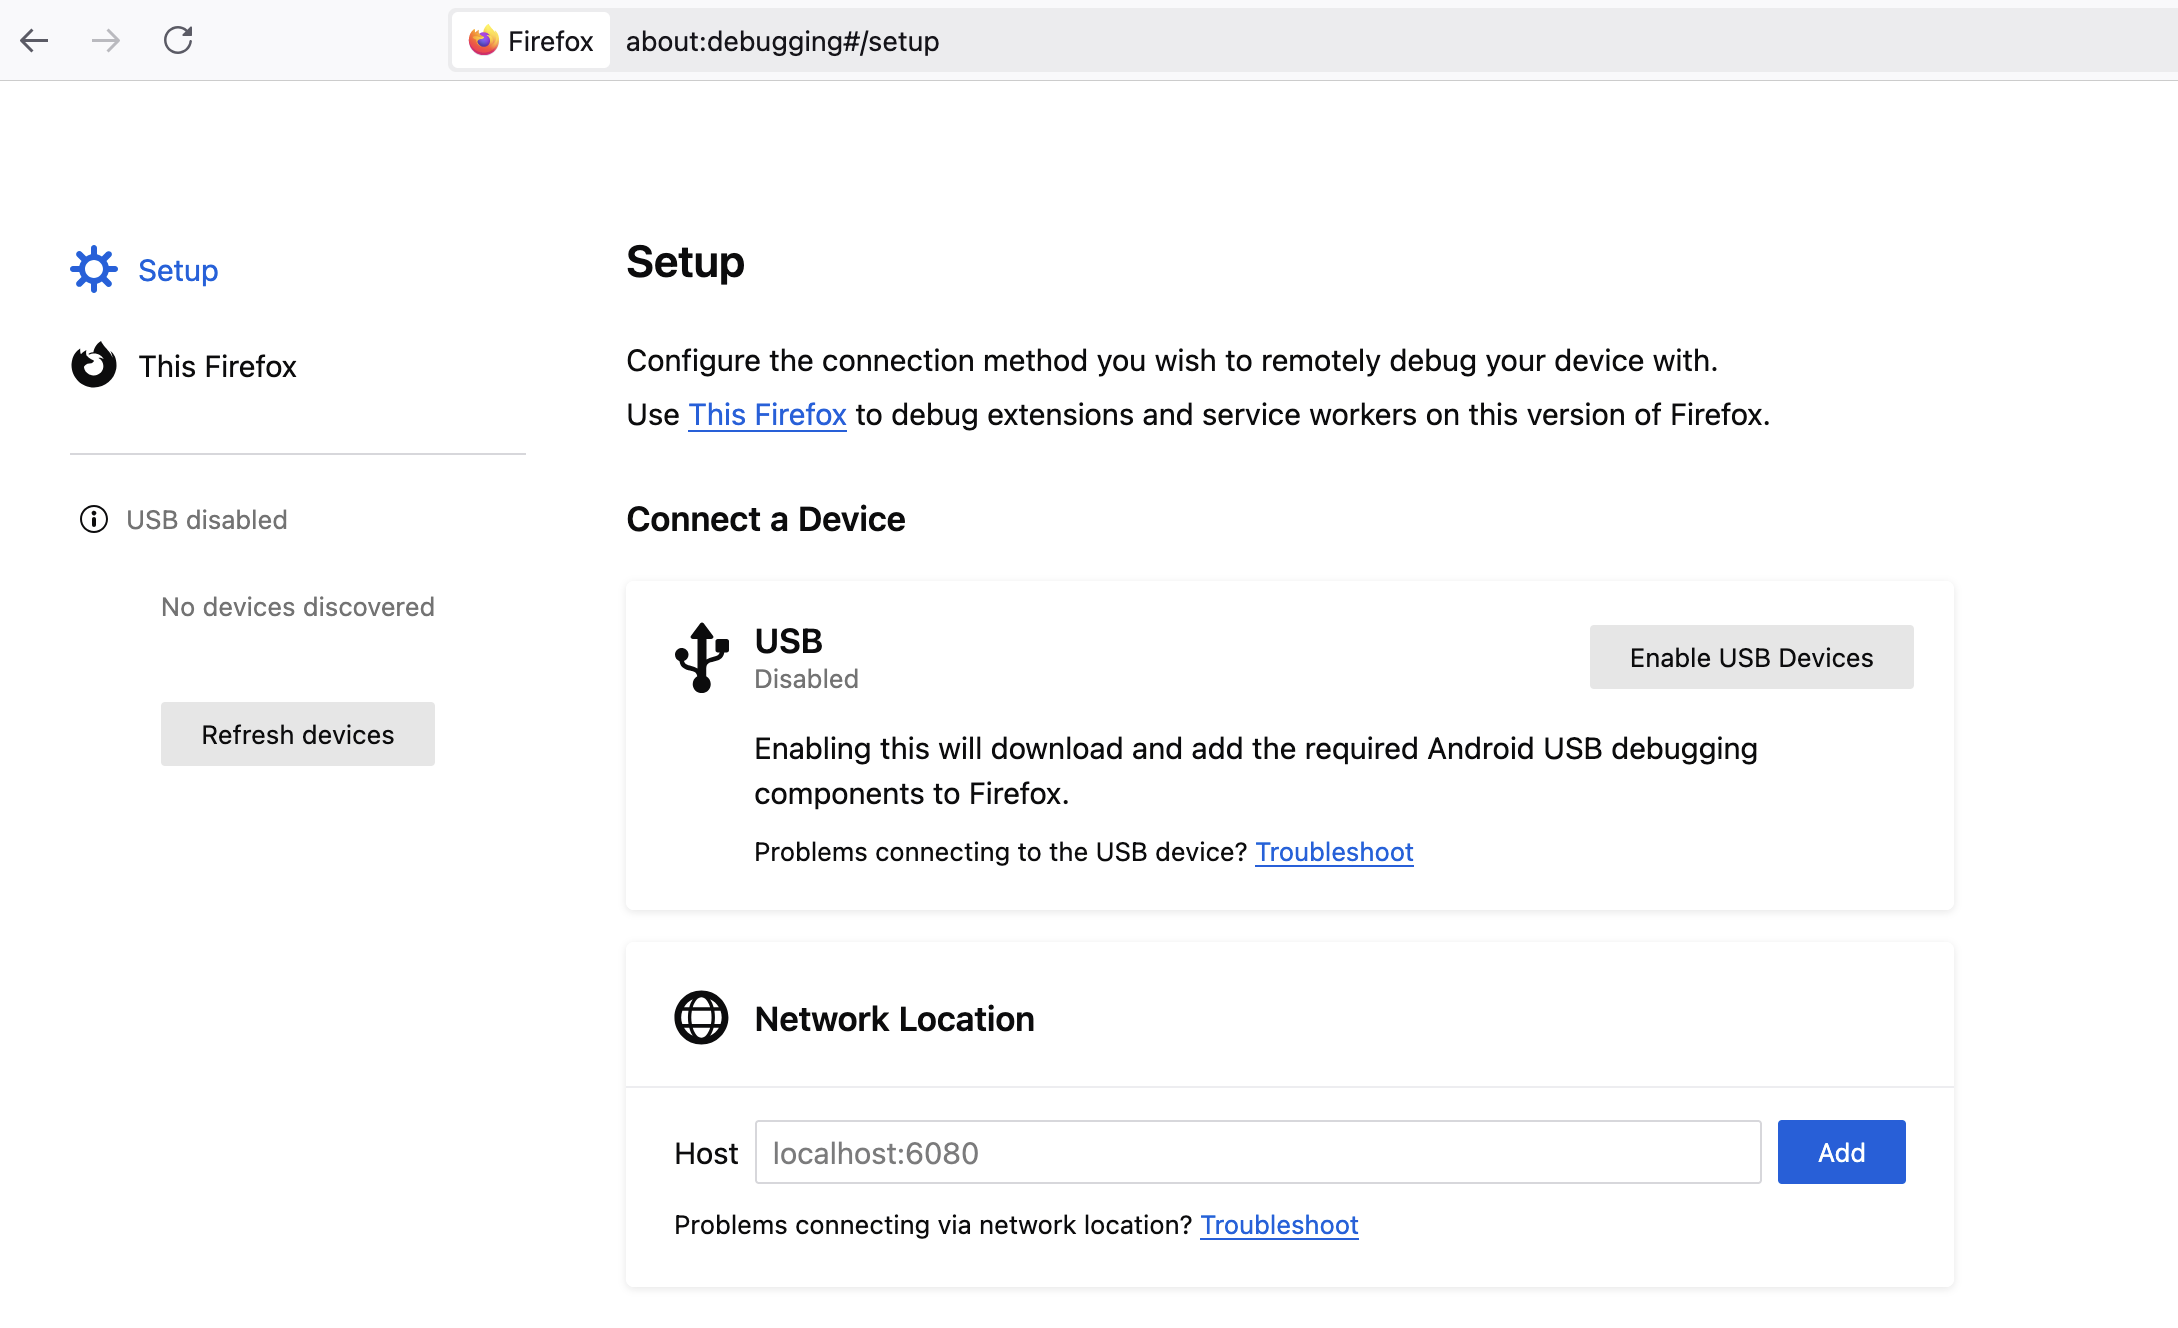 Firefox about:debugging#/setup
Setup
This Firefox
USB disabled
No devices discovered
Refresh devices
Setup
Configure the connection method you wish to remotely debug your device with.
Use This Firefox to debug extensions and service workers on this version of Firefox.
Connect a Device
USB
Disabled
Enable USB Devices
Enabling this will download and add the required Android USB debugging
components to Firefox.
Problems connecting to the USB device? Troubleshoot
Network Location
Host localhost:6080 Add
Problems connecting via network location? Troubleshoot